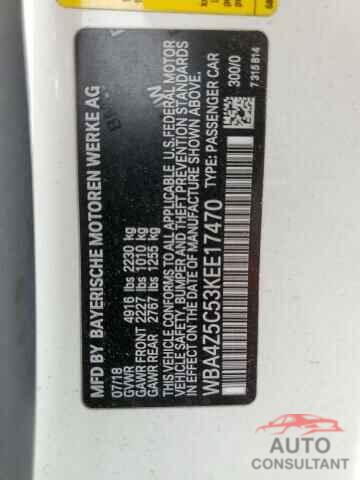 MFD BY BAYERISCHE MOTOREN WERKE AG
07/18
GVWR 4916 lbs 2230 kg
GAWR FRONT 2227 lbs 1010 kg
GAWR REAR 2767 lbs 1255 kg
THIS VEHICLE CONFORMS TO ALL APPLICABLE U.S. FEDERAL MOTOR
VEHICLE SAFETY, BUMPER, AND THEFT PREVENTION STANDARDS
IN EFFECT ON THE DATE OF MANUFACTURE SHOWN ABOVE.
WBA4Z5C53KEE17470 TYPE: PASSENGER CAR
300/0
7315814
AUTO
CONSULTANT